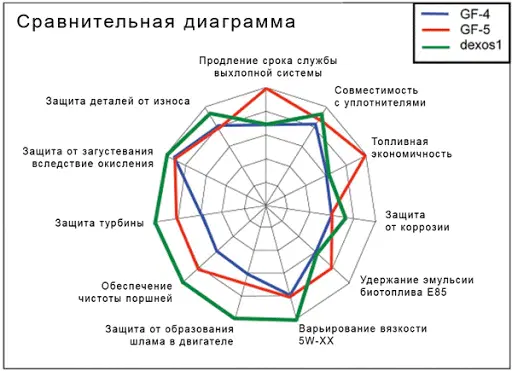 Сравнительная диаграмма
GF-4
GF-5
dexos1
Продление срока службы
выхлопной системы
Совместимость
с уплотнителями
Топливная
экономичность
Защита
от коррозии
Удержание эмульсии
биотоплива E85
Варьирование вязкости
5W-XX
Защита от образования
шлама в двигателе
Обеспечение
чистоты поршней
Защита турбины
Защита от загустевания
вследствие окисления
Защита деталей от износа